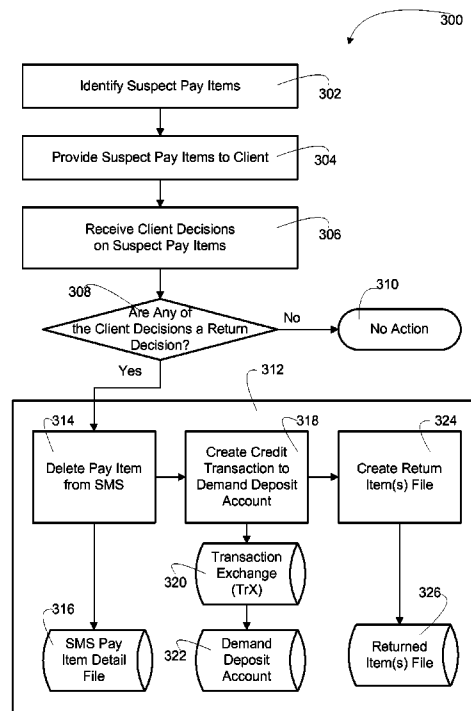 300
Identify Suspect Pay Items
302
Provide Suspect Pay Items to Client
304
Receive Client Decisions
on Suspect Pay Items
306
308
Are Any of
the Client Decisions a Return
Decision?
No
310
No Action
Yes
312
314
Delete Pay Item
from SMS
318
Create Credit
Transaction to
Demand Deposit
Account
324
Create Return
Item(s) File
320
Transaction
Exchange
(TrX)
316
SMS Pay
Item Detail
File
322
Demand
Deposit
Account
326
Returned
Item(s) File